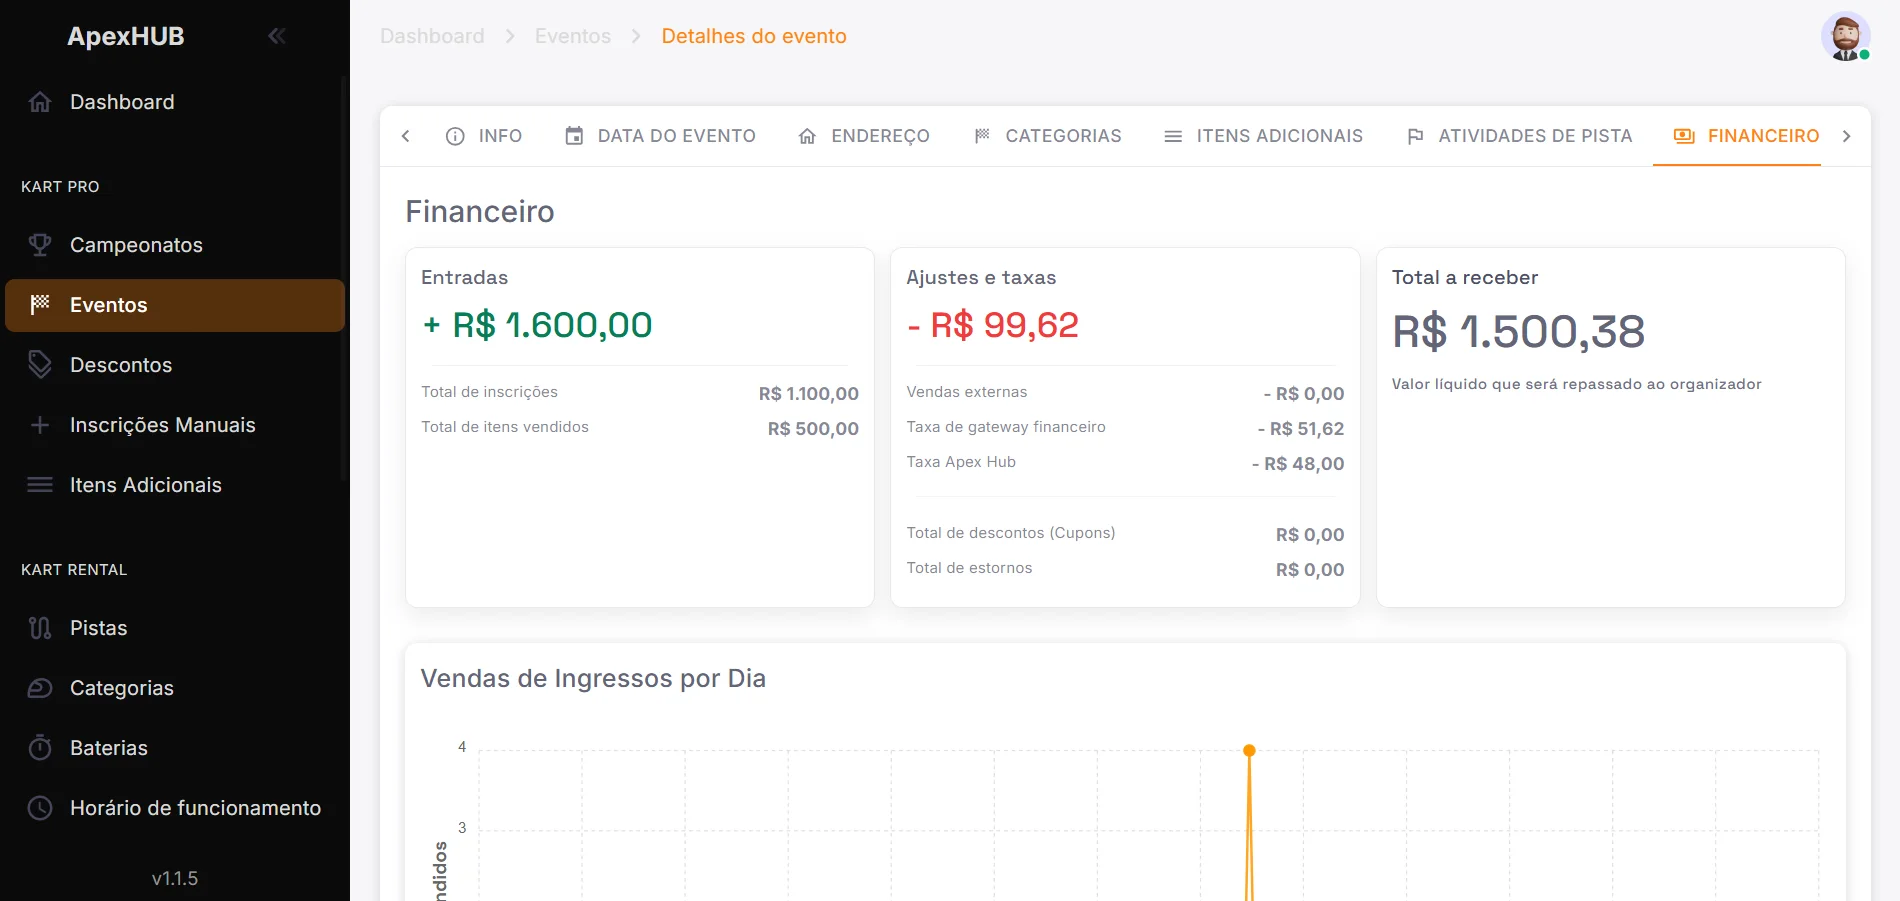 ApexHUB
Dashboard
KART PRO
Campeonatos
Eventos
Descontos
Inscrições Manuais
Itens Adicionais
KART RENTAL
Pistas
Categorias
Baterias
Horário de funcionamento
v1.1.5
Dashboard > Eventos > Detalhes do evento
INFO DATA DO EVENTO ENDEREÇO CATEGORIAS ITENS ADICIONAIS ATIVIDADES DE PISTA FINANCEIRO
Financeiro
Entradas
+ R$ 1.600,00
Total de inscrições R$ 1.100,00
Total de itens vendidos R$ 500,00
Ajustes e taxas
- R$ 99,62
Vendas externas - R$ 0,00
Taxa de gateway financeiro - R$ 51,62
Taxa Apex Hub - R$ 48,00
Total de descontos (Cupons) R$ 0,00
Total de estornos R$ 0,00
Total a receber
R$ 1.500,38
Valor líquido que será repassado ao organizador
Vendas de Ingressos por Dia
4
3